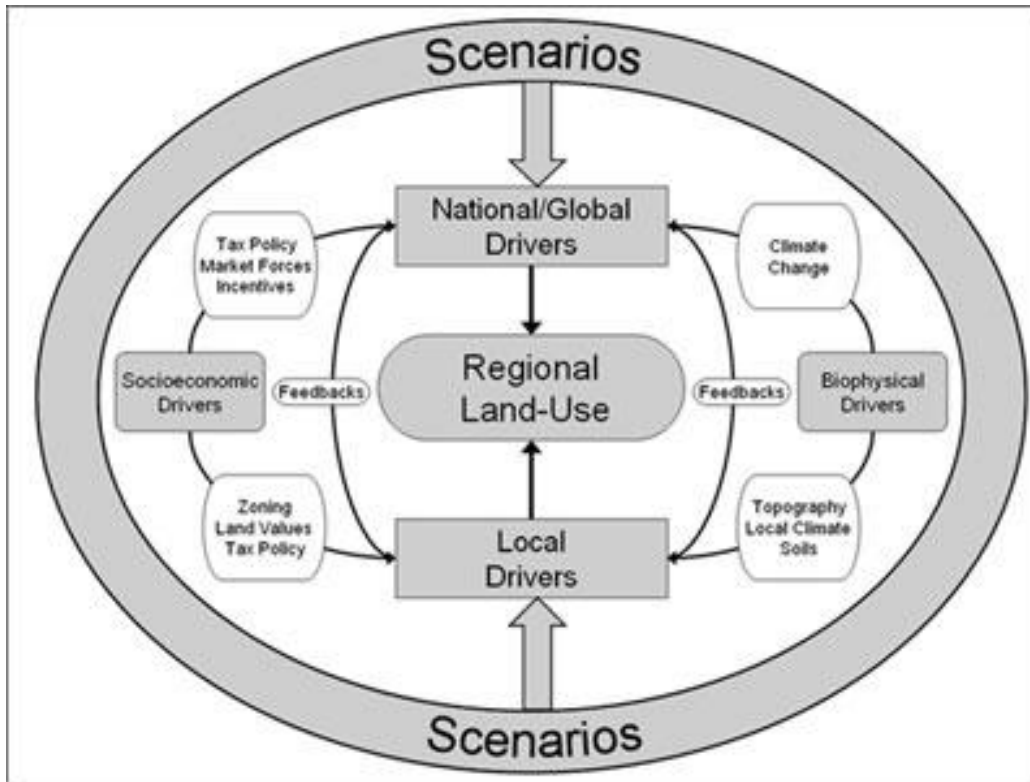 Scenarios
National/Global
Drivers
Tax Policy
Market Forces
Incentives
Climate
Change
Socioeconomic
Drivers
Feedbacks
Regional
Land-Use
Feedbacks
Biophysical
Drivers
Zoning
Land Values
Tax Policy
Local
Drivers
Topography
Local Climate
Soils
Scenarios